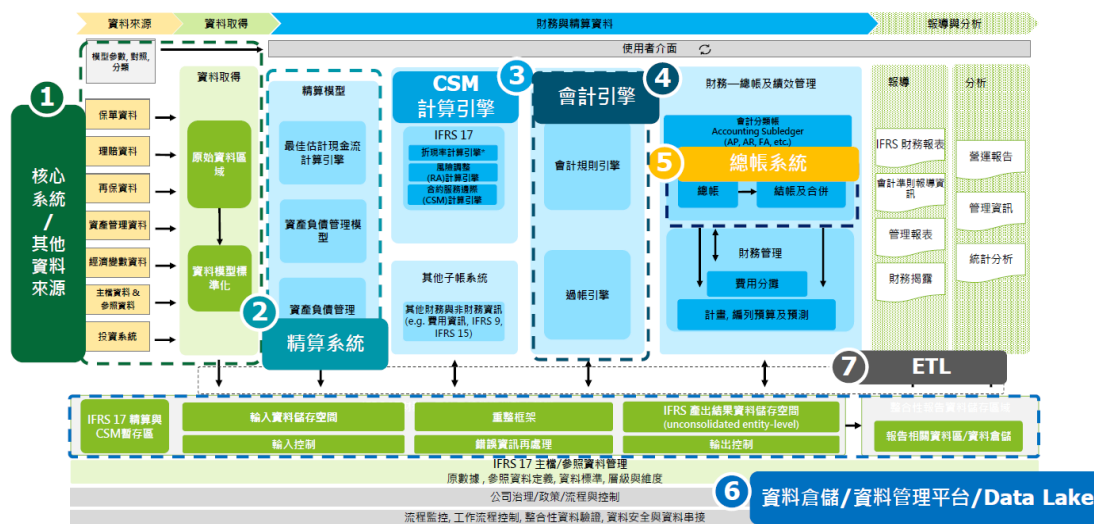 資料來源
資料取得
財務與精算資料
報導與分析
使用者介面
模型參數, 對照,
分類
1
核心
系統
/
其他
資料
來源
保單資料
理賠資料
再保資料
資產管理資料
經濟變數資料
主檔資料 &
參照資料
投資系統
資料取得
原始資料區
域
資料模型標
準化
精算模型
最佳估計現金流
計算引擎
資產負債管理模
型
資產負債管理
2
精算系統
CSM
計算引擎
3
IFRS 17
折現率計算引擎*
風險調整
(RA)計算引擎
合約服務邊際
(CSM)計算引擎
其他子帳系統
其他財務與非財務資訊
(e.g. 費用資訊, IFRS 9,
IFRS 15)
會計引擎
4
會計規則引擎
過帳引擎
財務—總帳及績效管理
會計分類帳
Accounting Subledger
(AP, AR, FA, etc.)
5
總帳系統
總帳
結帳及合併
財務管理
費用分攤
計畫, 編列預算及預測
報導
IFRS 財務報表
會計準則報導資
訊
管理報表
財務揭露
分析
營運報告
管理資訊
統計分析
7
ETL
IFRS 17 精算與
CSM暫存區
輸入資料儲存空間
重整框架
IFRS 產出結果資料儲存空間
(unconsolidated entity-level)
輸入控制
錯誤資訊再處理
輸出控制
報告相關資料區/資料倉儲
IFRS 17 主檔/參照資料管理
原數據 , 參照資料定義, 資料標準, 層級與維度
公司治理/政策/流程與控制
流程監控, 工作流程控制, 整合性資料驗證, 資料安全與資料串接
6
資料倉儲/資料管理平台/Data Lake